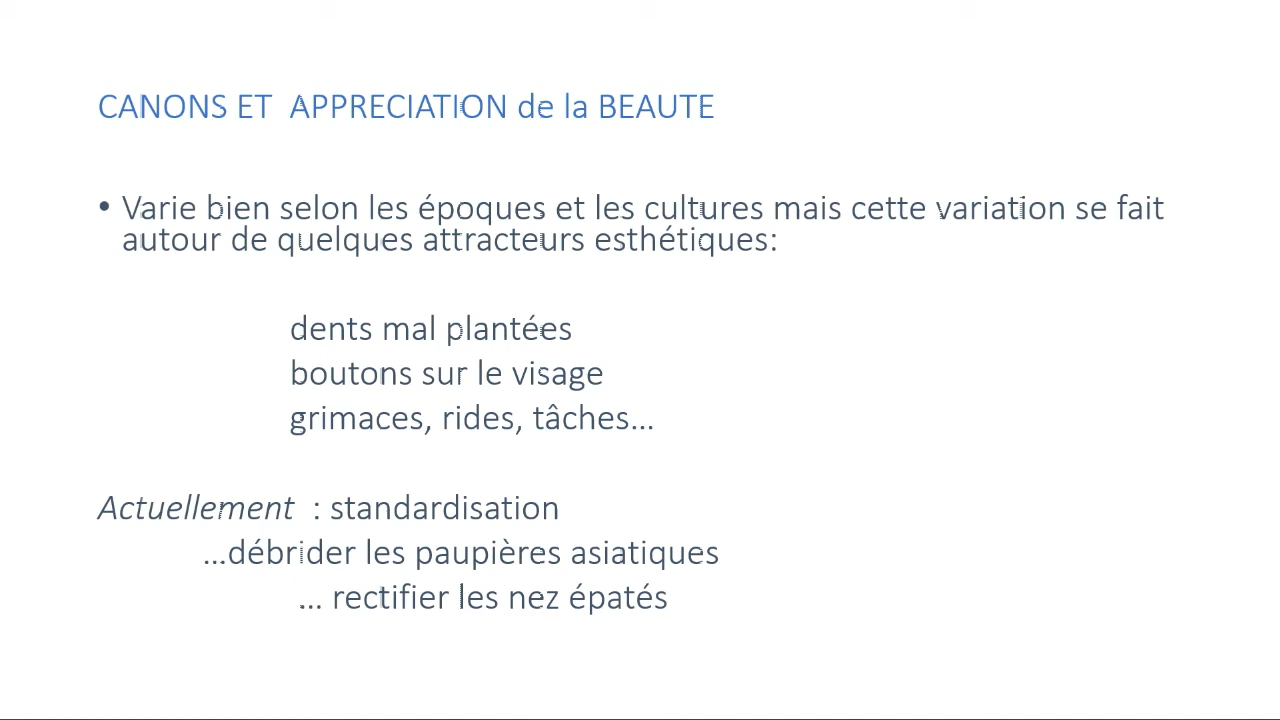 CANONS ET APPRECIATION de la BEAUTE
• Varie bien selon les époques et les cultures mais cette variation se fait
autour de quelques attracteurs esthétiques:
dents mal plantées
boutons sur le visage
grimaces, rides, tâches...
Actuellement : standardisation
...débrider les paupières asiatiques
... rectifier les nez épatés